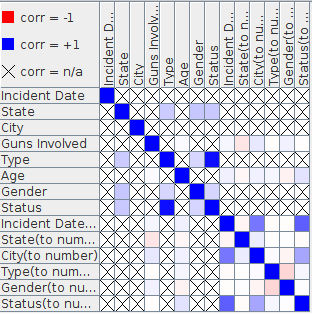 corr = -1
corr = +1
corr = n/a
Incident D...
State
City
Guns Involv...
Type
Age
Gender
Status
Incident D...
State(to n...
City(to nu...
Type(to nu...
Gender(to ...
Status(to ...
Incident Date
State
City
Guns Involved
Type
Age
Gender
Status
Incident Date...
State(to num...
City(to number)
Type(to num...
Gender(to nu...
Status(to nu...